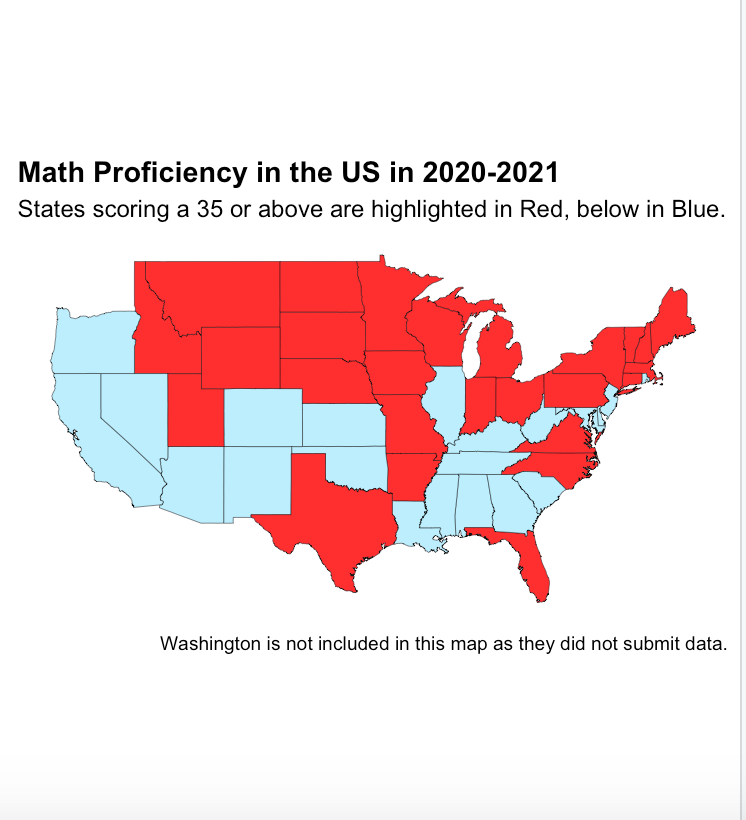 Math Proficiency in the US in 2020-2021
States scoring a 35 or above are highlighted in Red, below in Blue.
Washington is not included in this map as they did not submit data.